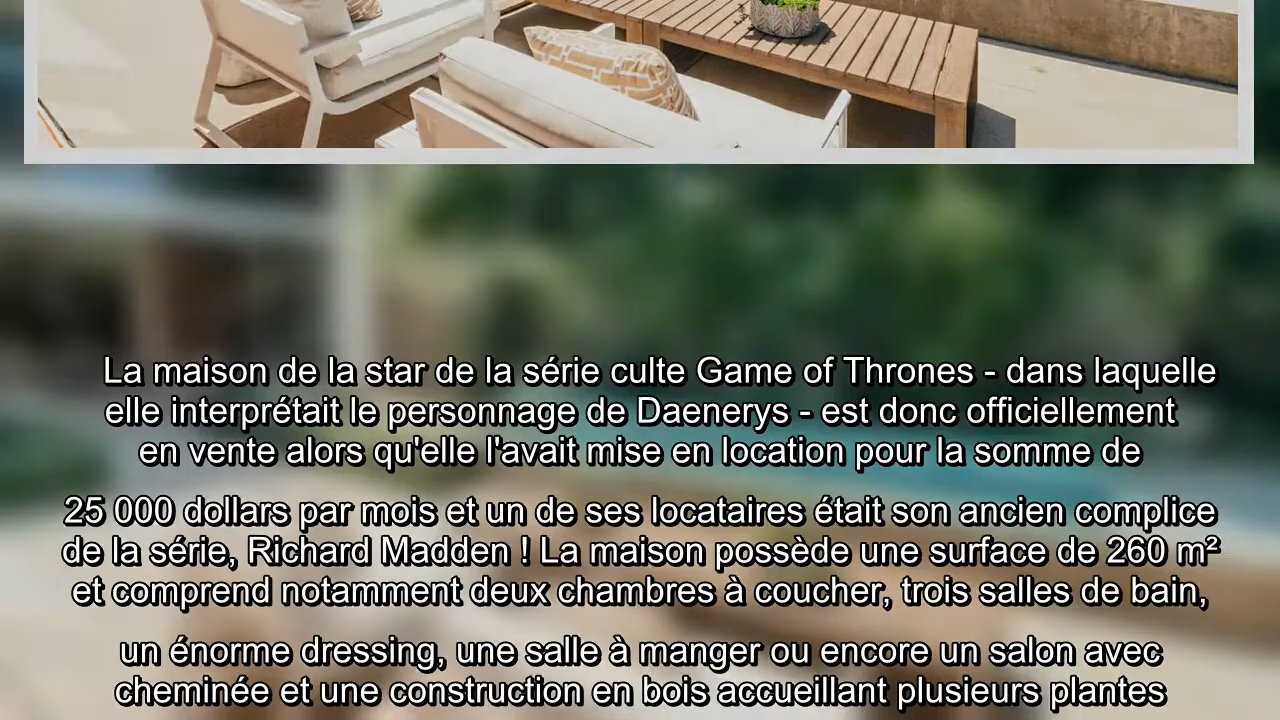 La maison de la star de la série culte Game of Thrones - dans laquelle
elle interprétait le personnage de Daenerys - est donc officiellement
en vente alors qu'elle l'avait mise en location pour la somme de
25 000 dollars par mois et un de ses locataires était son ancien complice
de la série, Richard Madden ! La maison possède une surface de 260 m²
et comprend notamment deux chambres à coucher, trois salles de bain,
un énorme dressing, une salle à manger ou encore un salon avec
cheminée et une construction en bois accueillant plusieurs plantes